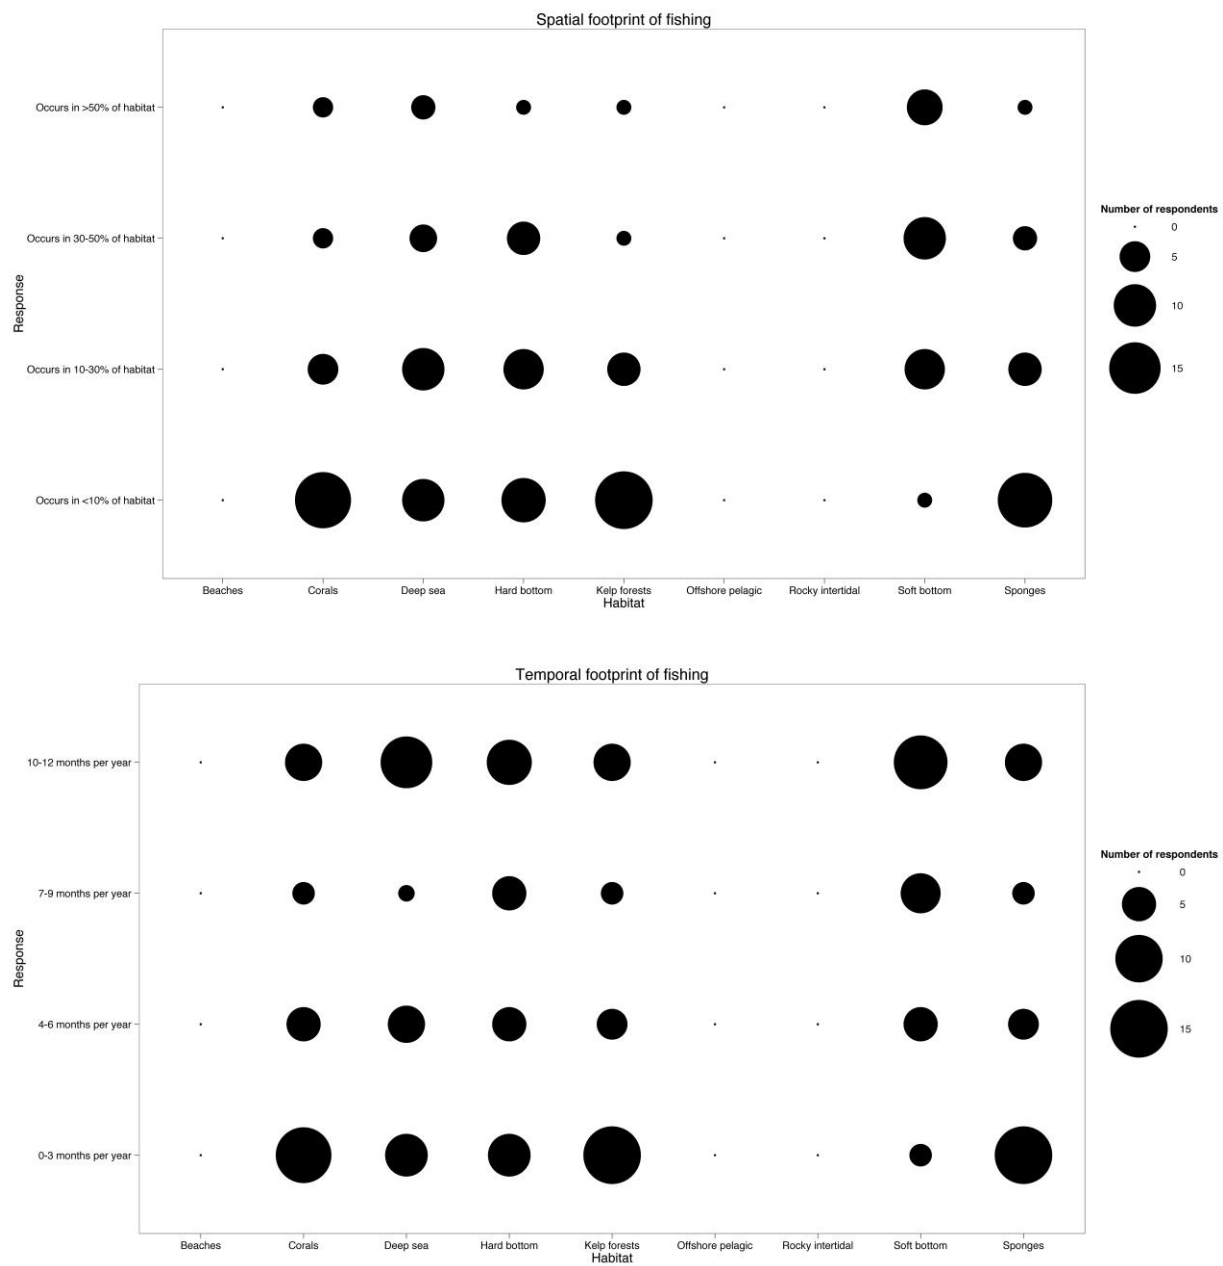 Spatial footprint of fishing
Occurs in >50% of habitat
Occurs in 30-50% of habitat
Occurs in 10-30% of habitat
Occurs in <10% of habitat
Response
Beaches Corals Deep sea Hard bottom Kelp forests Offshore pelagic Rocky intertidal Soft bottom Sponges
Habitat
Number of respondents
0
5
10
15
Temporal footprint of fishing
10-12 months per year
7-9 months per year
4-6 months per year
0-3 months per year
Response
Beaches Corals Deep sea Hard bottom Kelp forests Offshore pelagic Rocky intertidal Soft bottom Sponges
Habitat
Number of respondents
0
5
10
15